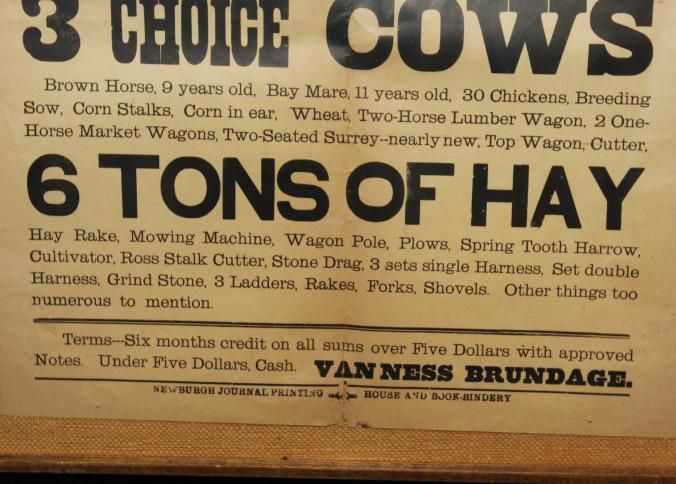 3 CHOICE COWS
Brown Horse, 9 years old, Bay Mare, 11 years old, 30 Chickens, Breeding
Sow, Corn Stalks, Corn in ear, Wheat, Two-Horse Lumber Wagon, 2 One-
Horse Market Wagons, Two-Seated Surrey--nearly new, Top Wagon, Cutter,
6 TONS OF HAY
Hay Rake, Mowing Machine, Wagon Pole, Plows, Spring Tooth Harrow,
Cultivator, Ross Stalk Cutter, Stone Drag, 3 sets single Harness, Set double
Harness, Grind Stone, 3 Ladders, Rakes, Forks, Shovels. Other things too
numerous to mention.
Terms---Six months credit on all sums over Five Dollars with approved
Notes. Under Five Dollars, Cash. VAN NESS BRUNDAGE.
NEWBURGH JOURNAL PRINTING HOUSE AND BOOK-BINDERY